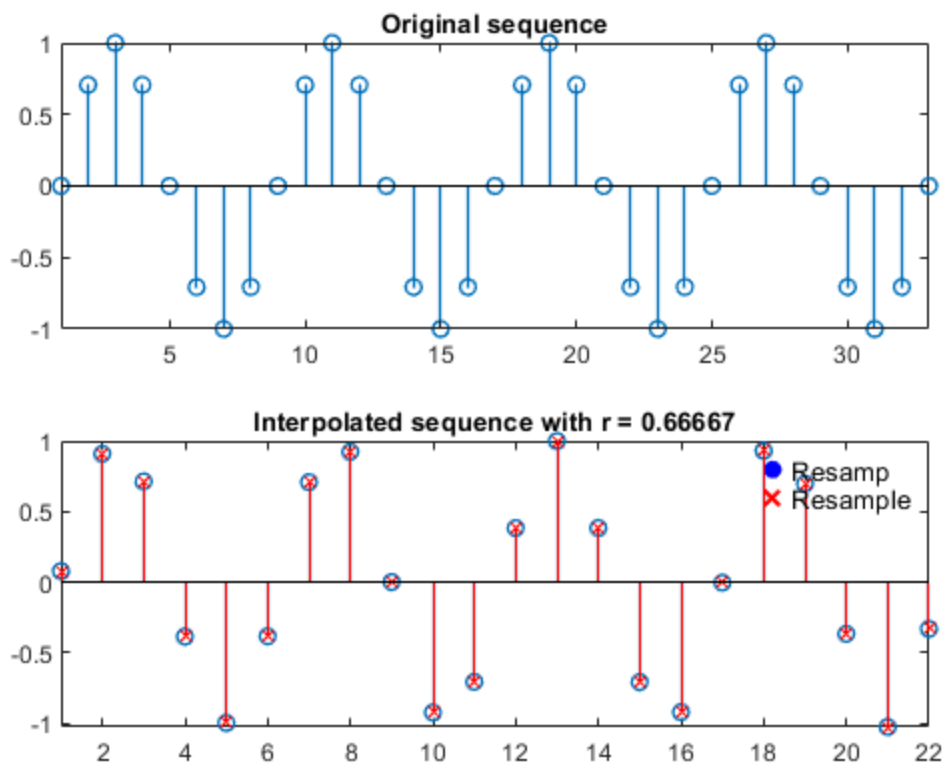 Original sequence
1
0.5
0
-0.5
-1
5 10 15 20 25 30
Interpolated sequence with r = 0.66667
1
0.5
0
-0.5
-1
Resamp
Resample
2 4 6 8 10 12 14 16 18 20 22